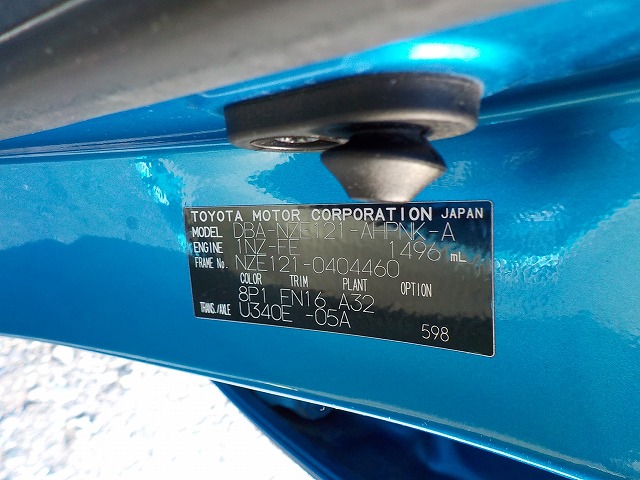 TOYOTA MOTOR CORPORATION JAPAN
MODEL DBA-NZE121-AHPNK-A
ENGINE 1NZ-FE 1496 mL
FRAME No. NZE121-0404460
COLOR TRIM PLANT OPTION
8P1 EN16 A32
TRANS./AXLE U340E -05A
598